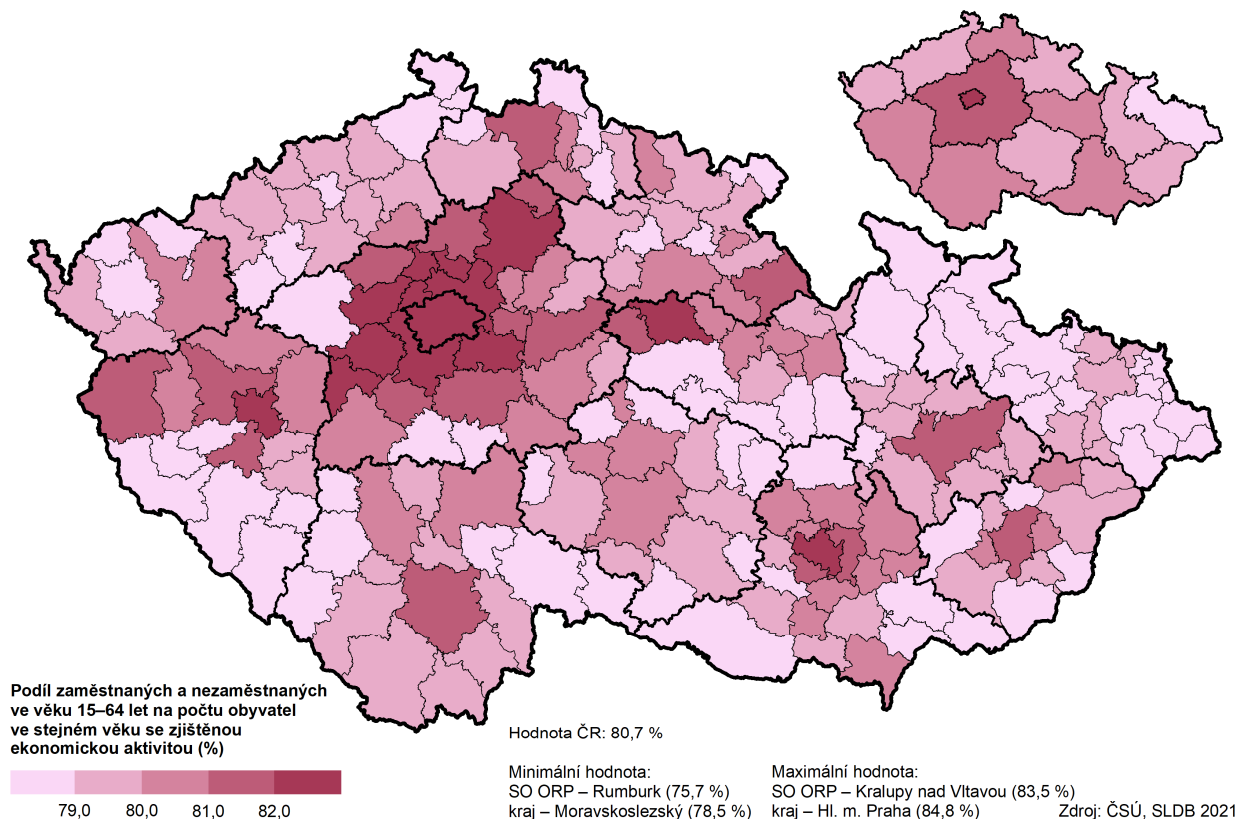 Podíl zaměstnaných a nezaměstnaných
ve věku 15–64 let na počtu obyvatel
ve stejném věku se zjištěnou
ekonomickou aktivitou (%)
79,0 80,0 81,0 82,0
Hodnota ČR: 80,7 %
Minimální hodnota:
SO ORP – Rumburk (75,7 %)
kraj – Moravskoslezský (78,5 %)
Maximální hodnota:
SO ORP – Kralupy nad Vltavou (83,5 %)
kraj – Hl. m. Praha (84,8 %)
Zdroj: ČSÚ, SLDB 2021